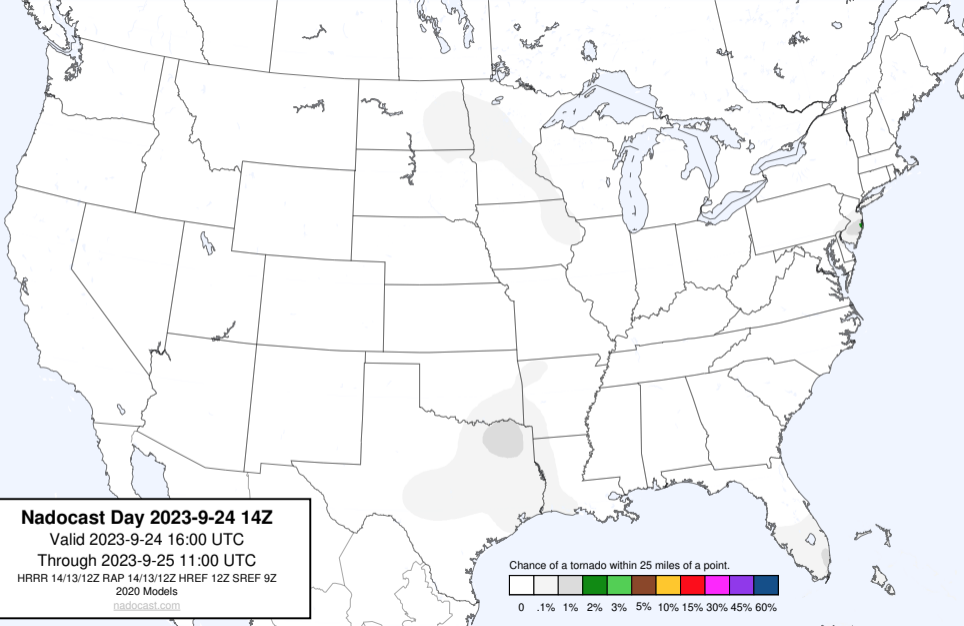 Nadocast Day 2023-9-24 14Z
Valid 2023-9-24 16:00 UTC
Through 2023-9-25 11:00 UTC
HRRR 14/13/12Z RAP 14/13/12Z HREF 12Z SREF 9Z
2020 Models
nadocast.com
Chance of a tornado within 25 miles of a point.
0 .1% 1% 2% 3% 5% 10% 15% 30% 45% 60%